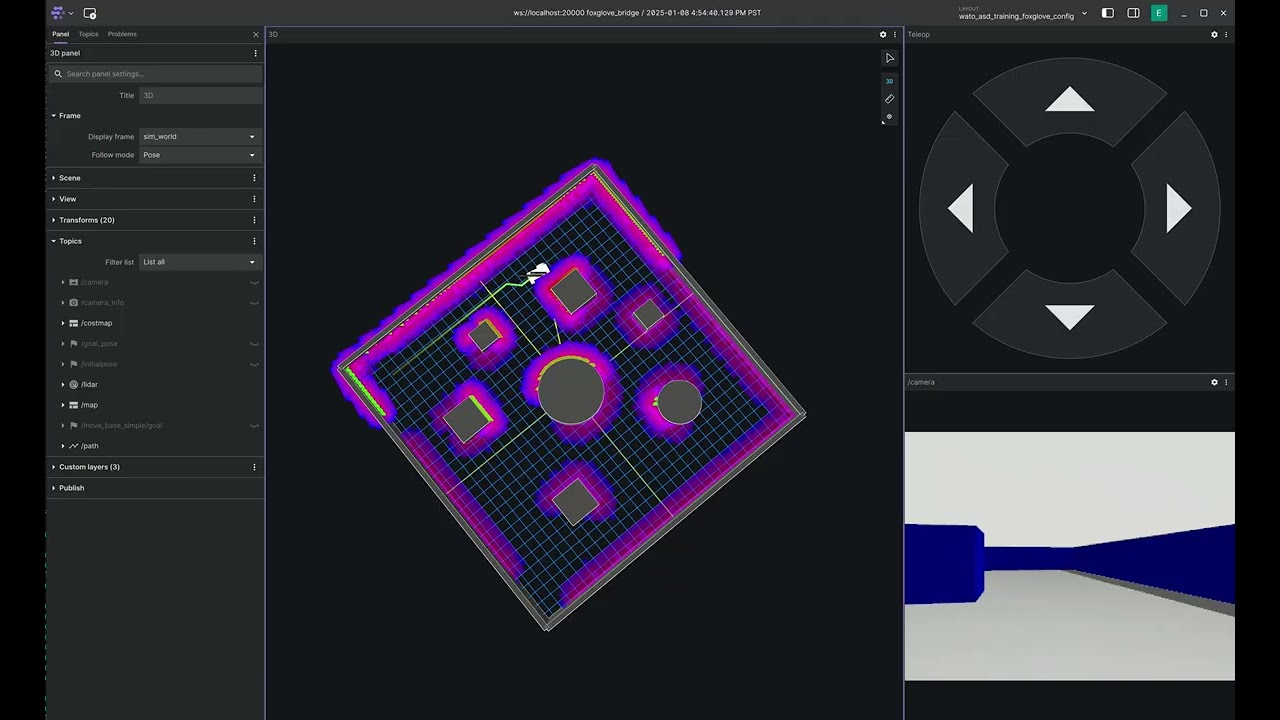 ws://localhost:20000 foxglove_bridge / 2025-01-08 4:54:40.129 PM PST
LAYOUT
wato_asd_training_foxglove_config
E
Panel
Topics
Problems
3D panel
Search panel settings...
Title
3D
Frame
Display frame
sim_world
Follow mode
Pose
Scene
View
Transforms (20)
Topics
Filter list
List all
/camera
/camera_info
/costmap
/goal_pose
/initialpose
/lidar
/map
/move_base_simple/goal
/path
Custom layers (3)
Publish
3D
3D
Teleop
/camera